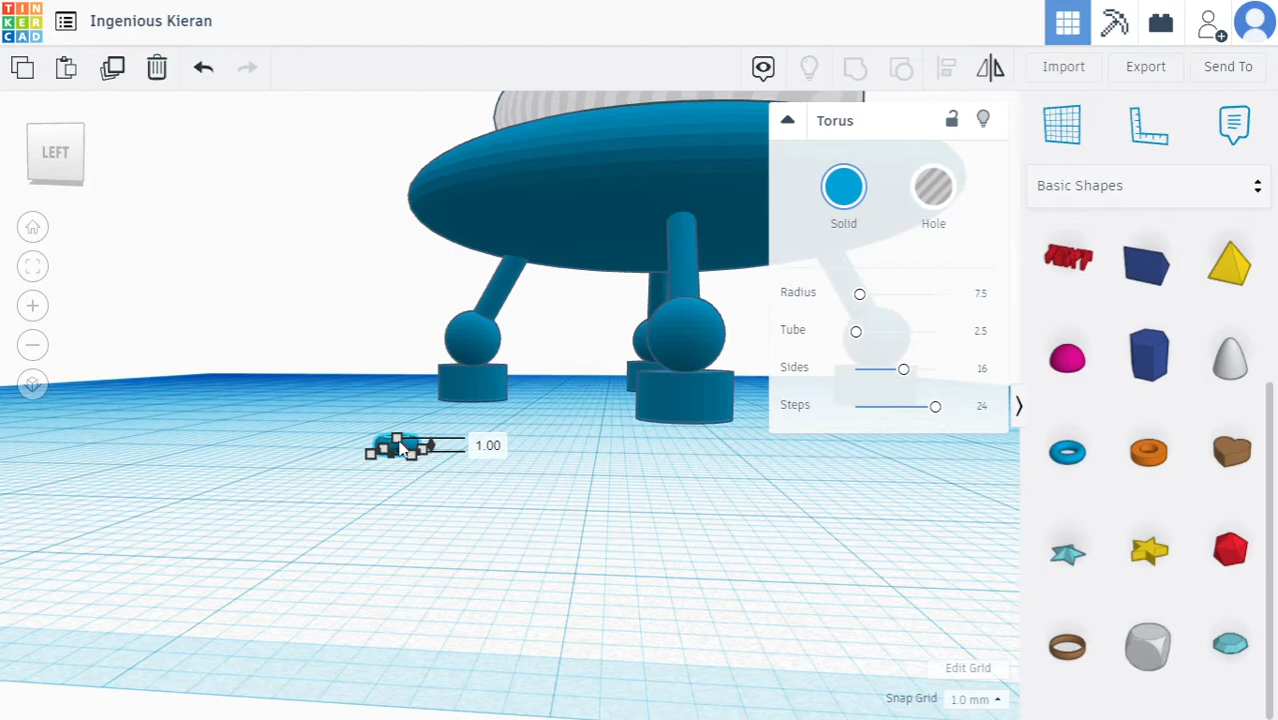 TIN
KER
CAD
Ingenious Kieran
Import
Export
Send To
LEFT
Torus
Solid
Hole
Radius
7.5
Tube
2.5
Sides
16
Steps
24
1.00
Basic Shapes
TEXT
Edit Grid
Snap Grid
1.0 mm